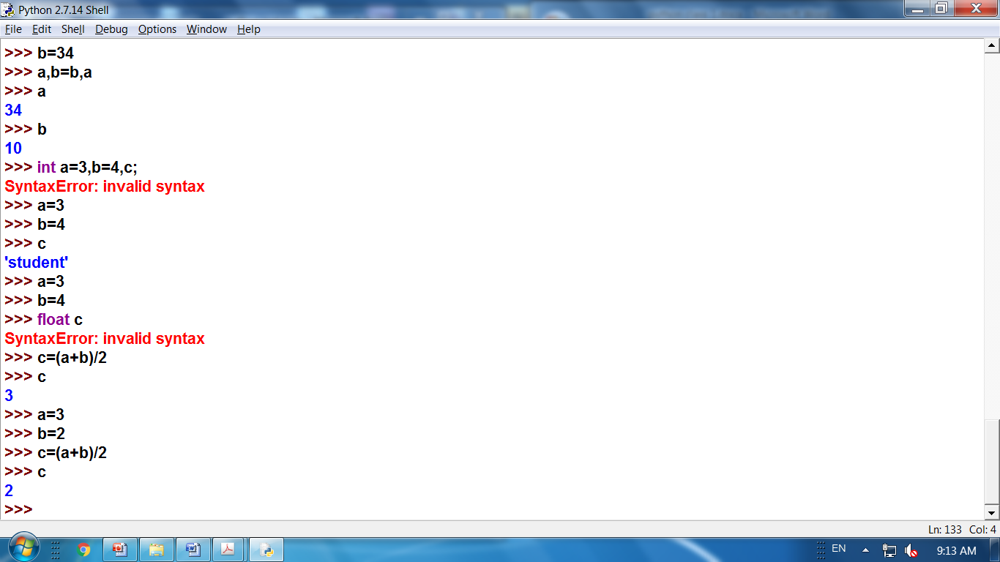 Python 2.7.14 Shell
File Edit Shell Debug Options Window Help
>>> b=34
>>> a,b=b,a
>>> a
34
>>> b
10
>>> int a=3,b=4,c;
SyntaxError: invalid syntax
>>> a=3
>>> b=4
>>> c
'student'
>>> a=3
>>> b=4
>>> float c
SyntaxError: invalid syntax
>>> c=(a+b)/2
>>> c
3
>>> a=3
>>> b=2
>>> c=(a+b)/2
>>> c
2
>>>
Ln: 133 Col: 4
EN 9:13 AM